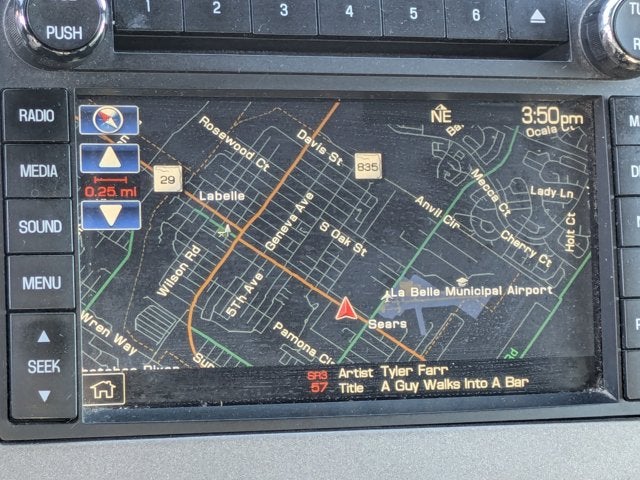 PUSH
1 2 3 4 5 6
RADIO
MEDIA
SOUND
MENU
SEEK
NE
3:50pm
Ocala Ct
Rosewood Ct
Davis St
29
835
0.25 mi
Labelle
Mecca Ct
Lady Ln
Geneva Ave
Anvil Cir
Holt Ct
S Oak St
Cherry Ct
Wilson Rd
5Th Ave
La Belle Municipal Airport
Sears
Wren Way
Pamona Cir
Rd
SR3 Artist Tyler Farr
57 Title A Guy Walks Into A Bar